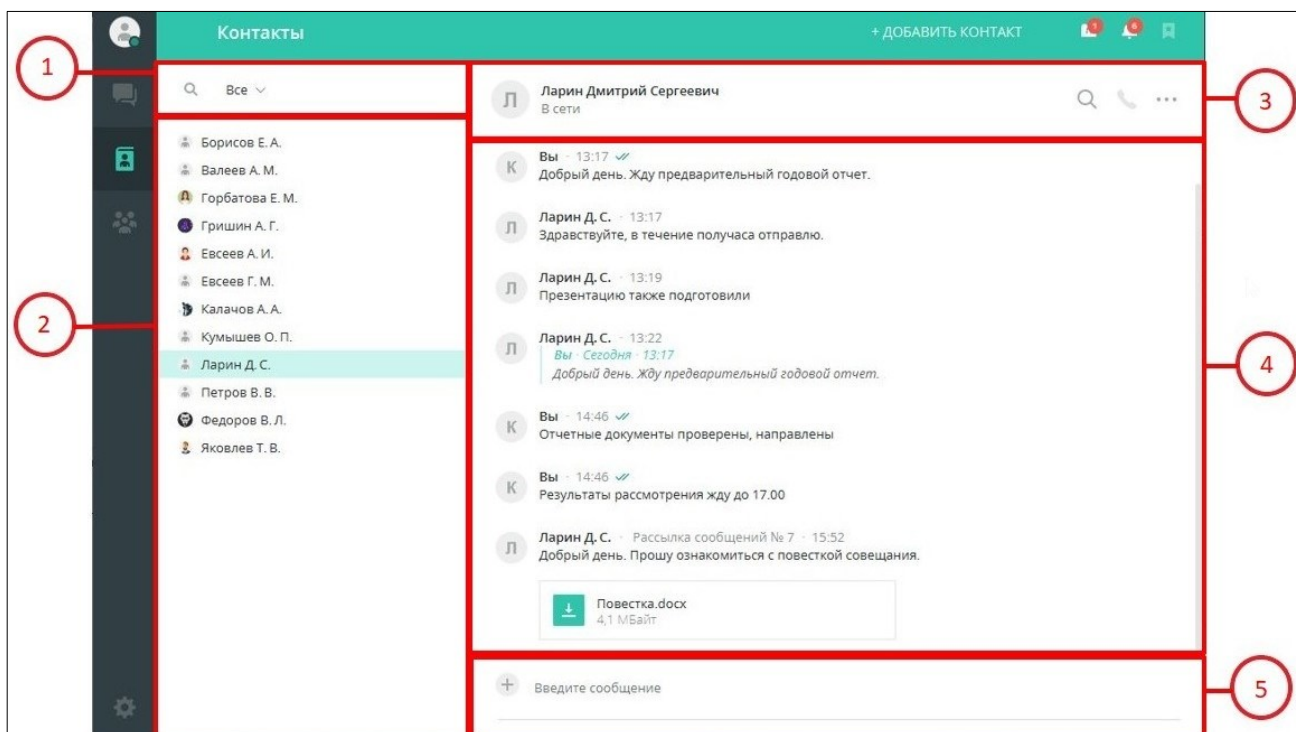 Контакты
+ ДОБАВИТЬ КОНТАКТ
1
6
1
Все
Ларин Дмитрий Сергеевич
В сети
Л
3
Борисов Е. А.
Валеев А. М.
Горбатова Е. М.
Гришин А. Г.
Евсеев А. И.
Евсеев Г. М.
Калачов А. А.
Кумышев О. П.
Ларин Д. С.
Петров В. В.
Федоров В. Л.
Яковлев Т. В.
2
К
Вы · 13:17
Добрый день. Жду предварительный годовой отчет.
Л
Ларин Д. С. · 13:17
Здравствуйте, в течение получаса отправлю.
Л
Ларин Д. С. · 13:19
Презентацию также подготовили
Л
Ларин Д. С. · 13:22
Вы · Сегодня · 13:17
Добрый день. Жду предварительный годовой отчет.
К
Вы · 14:46
Отчетные документы проверены, направлены
К
Вы · 14:46
Результаты рассмотрения жду до 17.00
Л
Ларин Д. С. · Рассылка сообщений № 7 · 15:52
Добрый день. Прошу ознакомиться с повесткой совещания.
Повестка.docx
4,1 МБайт
4
+ Введите сообщение
5